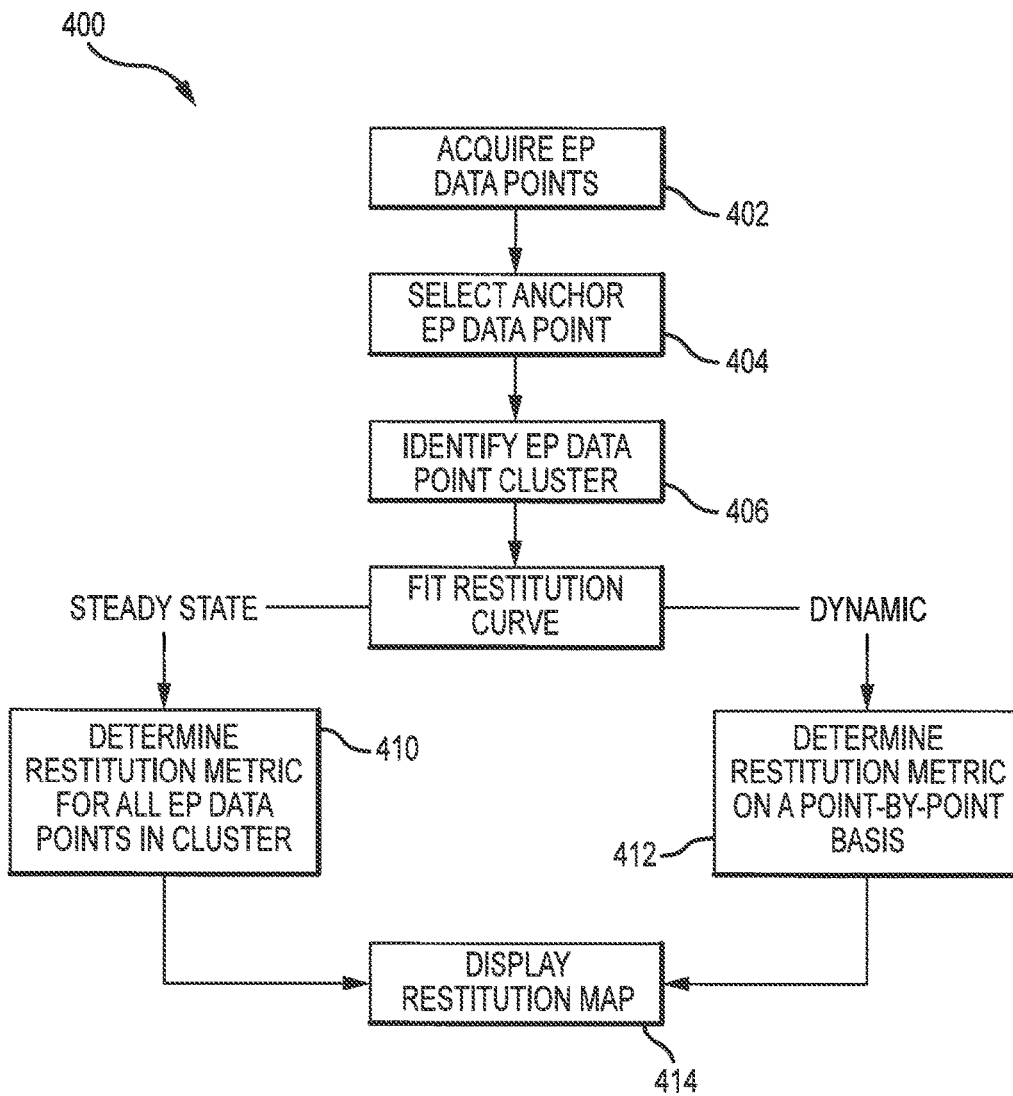 400
ACQUIRE EP
DATA POINTS
402
SELECT ANCHOR
EP DATA POINT
404
IDENTIFY EP DATA
POINT CLUSTER
406
FIT RESTITUTION
CURVE
STEADY STATE
DYNAMIC
DETERMINE
RESTITUTION METRIC
FOR ALL EP DATA
POINTS IN CLUSTER
410
DETERMINE
RESTITUTION METRIC
ON A POINT-BY-POINT
BASIS
412
DISPLAY
RESTITUTION MAP
414